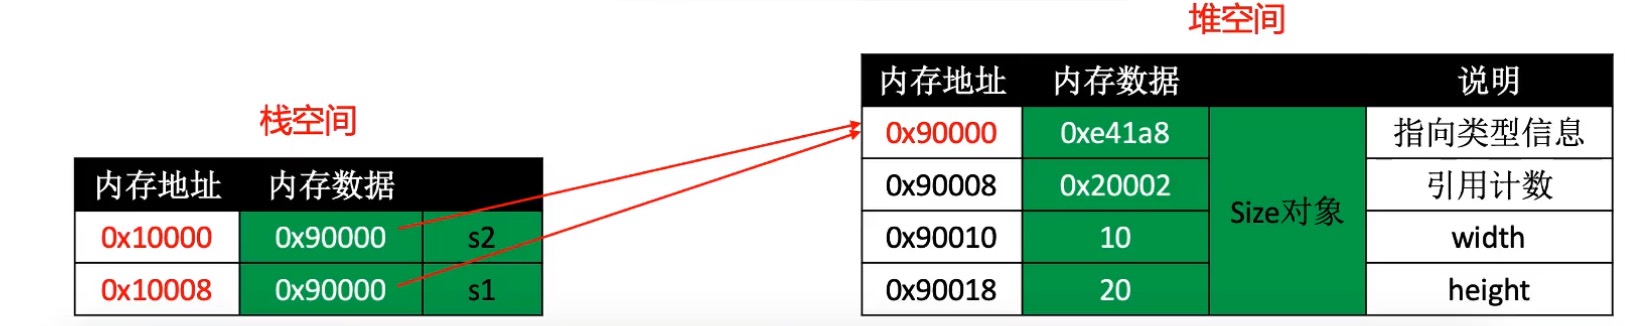 堆空间
内存地址 内存数据 说明
0x90000 0xe41a8 指向类型信息
0x90008 0x20002 引用计数
Size对象
0x90010 10 width
0x90018 20 height
栈空间
内存地址 内存数据
0x10000 0x90000 s2
0x10008 0x90000 s1